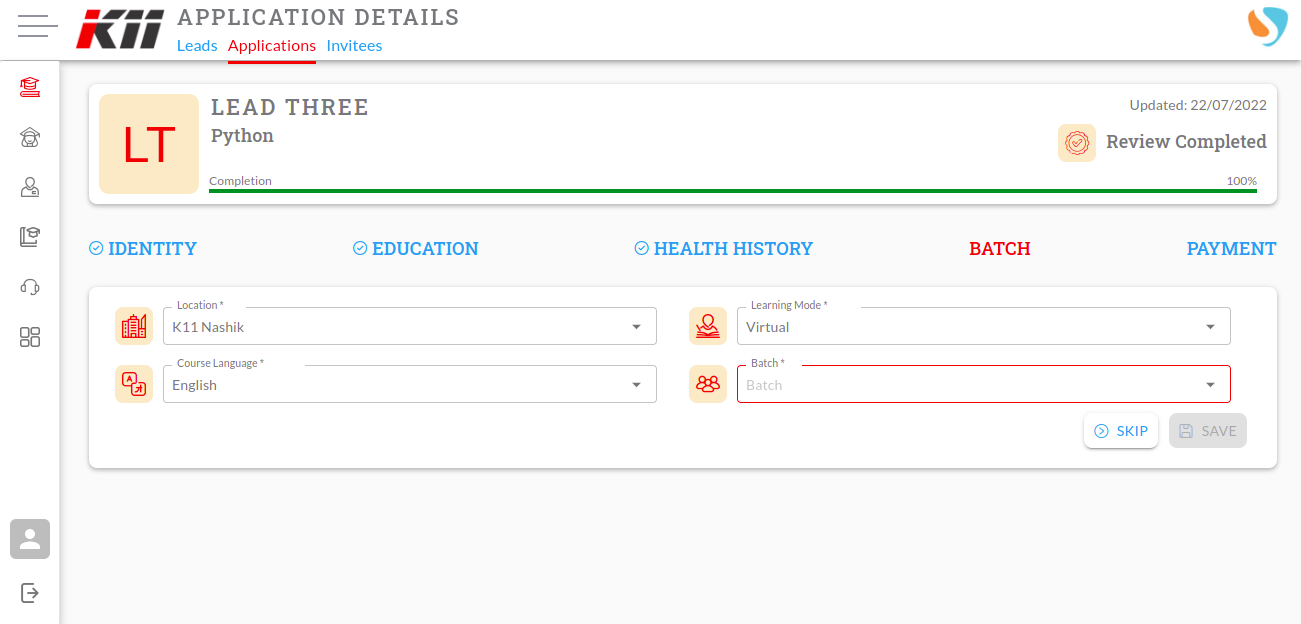 K11
APPLICATION DETAILS
Leads Applications Invitees
LT
LEAD THREE
Python
Updated: 22/07/2022
Review Completed
Completion
100%
IDENTITY
EDUCATION
HEALTH HISTORY
BATCH
PAYMENT
Location *
K11 Nashik
Learning Mode *
Virtual
Course Language *
English
Batch *
Batch
SKIP
SAVE